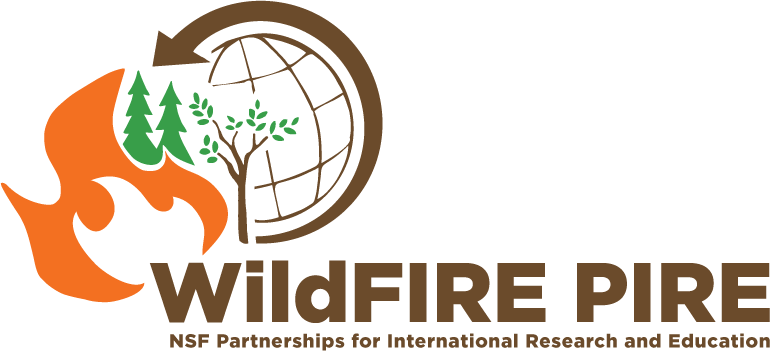 WildFIRE PIRE
NSF Partnerships for International Research and Education